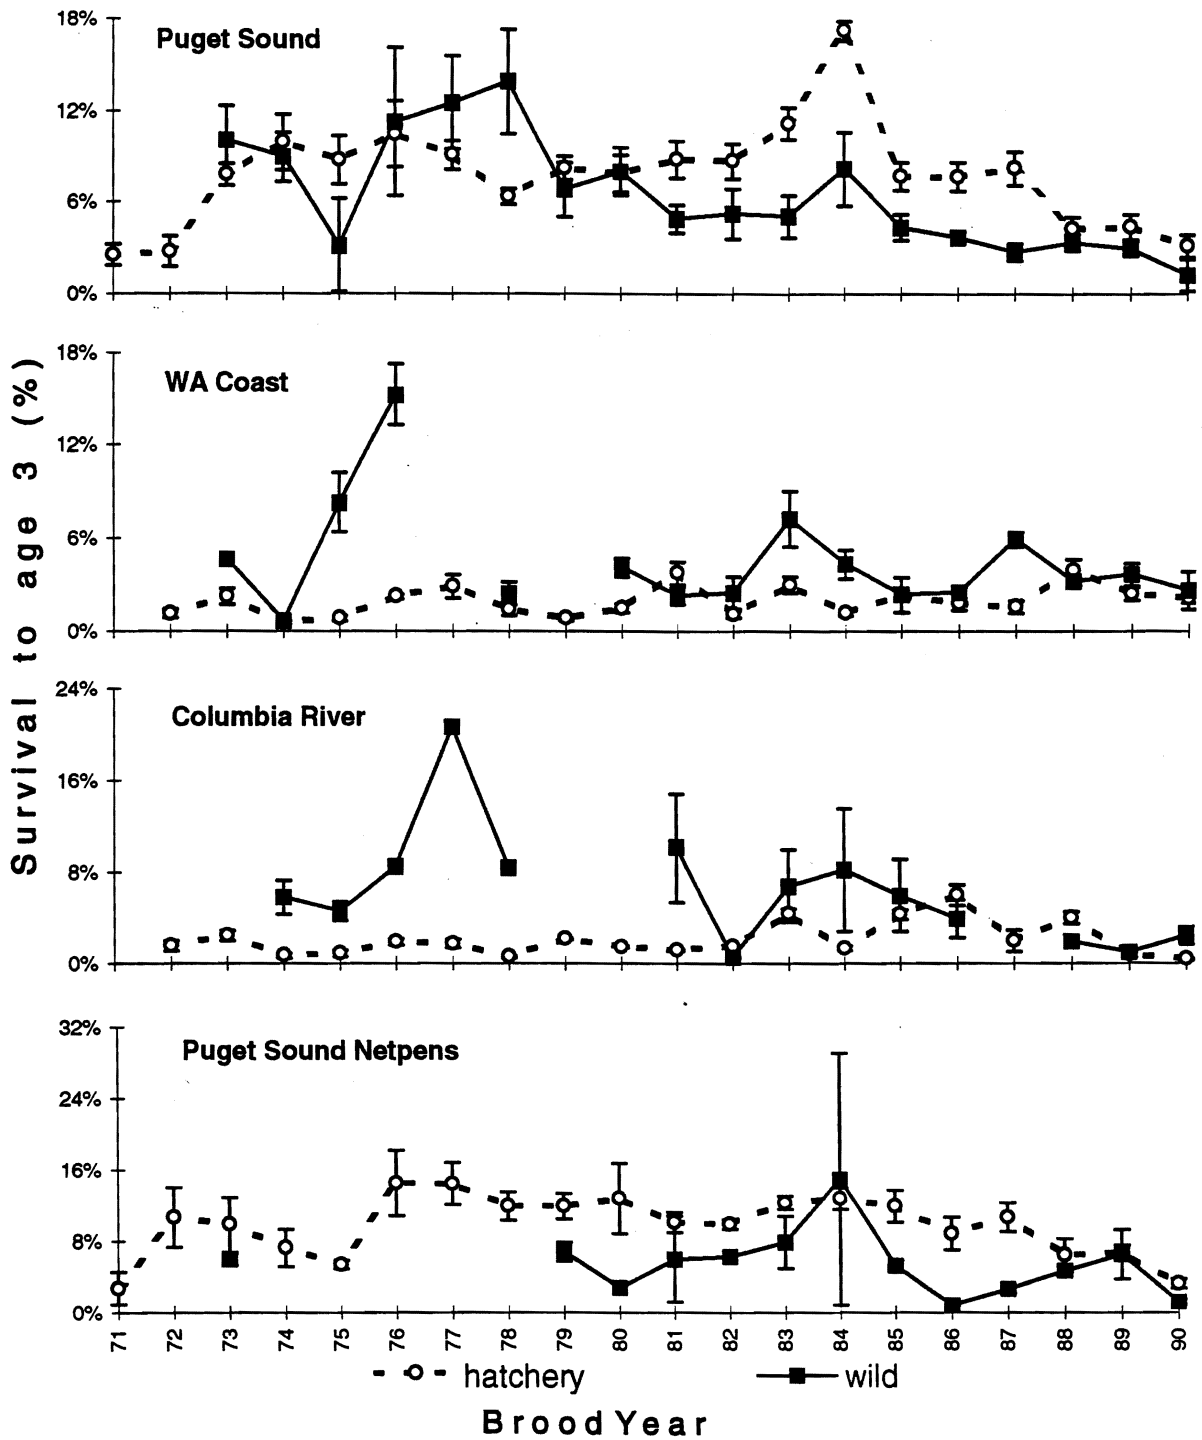 18%
Puget Sound
12%
6%
0%
18%
WA Coast
12%
6%
0%
24%
Columbia River
16%
8%
0%
32%
Puget Sound Netpens
24%
16%
8%
0%
Survival to age 3 (%)
71 72 73 74 75 76 77 78 79 80 81 82 83 84 85 86 87 88 89 90
hatchery wild
Brood Year